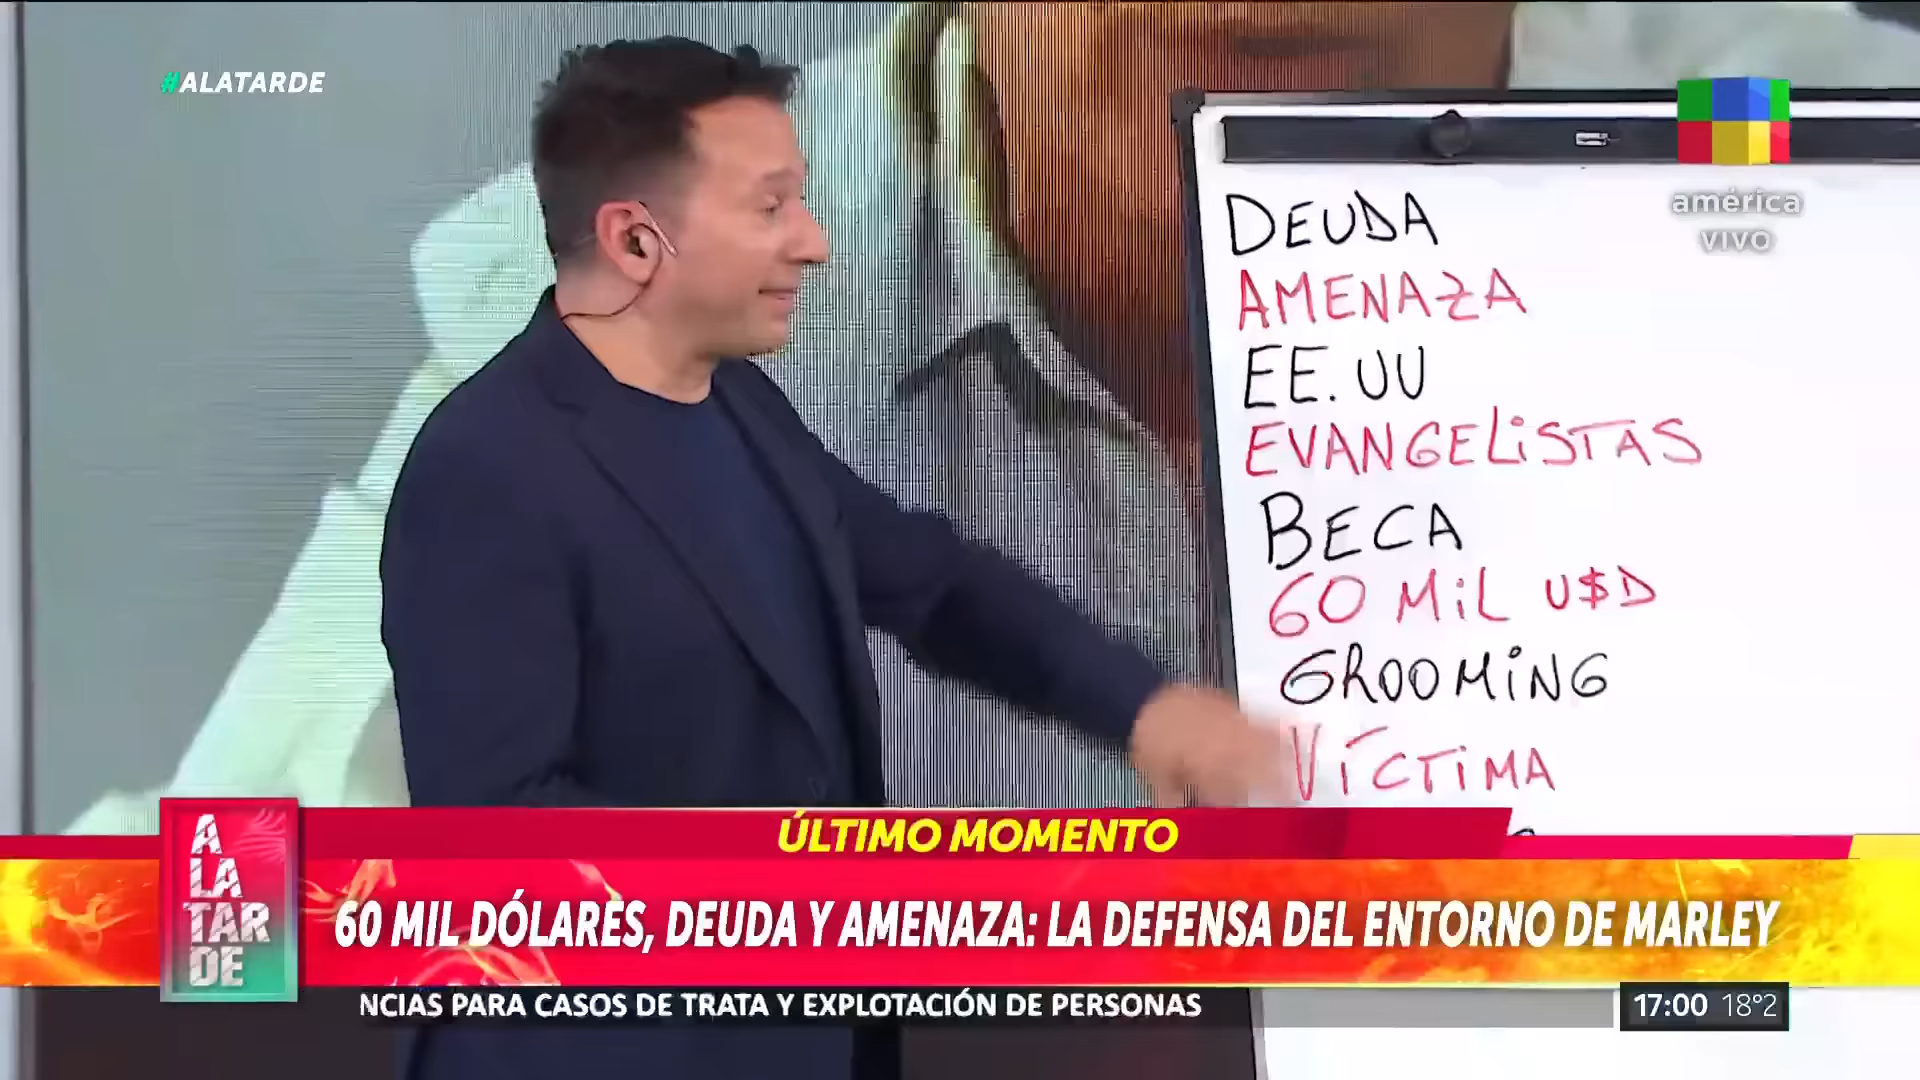 #ALATARDE
américa
VIVO
DEUDA
AMENAZA
EE.UU
EVANGELiSTAS
BECA
60 MiL U$D
GROOMiNG
VÍCTiMA
ÚLTIMO MOMENTO
A
LA
TAR
DE
60 MIL DÓLARES, DEUDA Y AMENAZA: LA DEFENSA DEL ENTORNO DE MARLEY
NCIAS PARA CASOS DE TRATA Y EXPLOTACIÓN DE PERSONAS
17:00 18°2